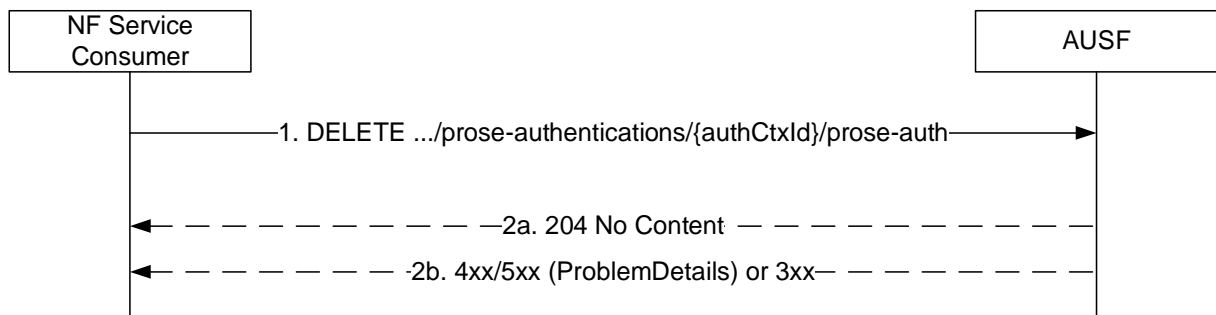 NF Service
Consumer
AUSF
1. DELETE .../prose-authentications/{authCtxId}/prose-auth
2a. 204 No Content
2b. 4xx/5xx (ProblemDetails) or 3xx